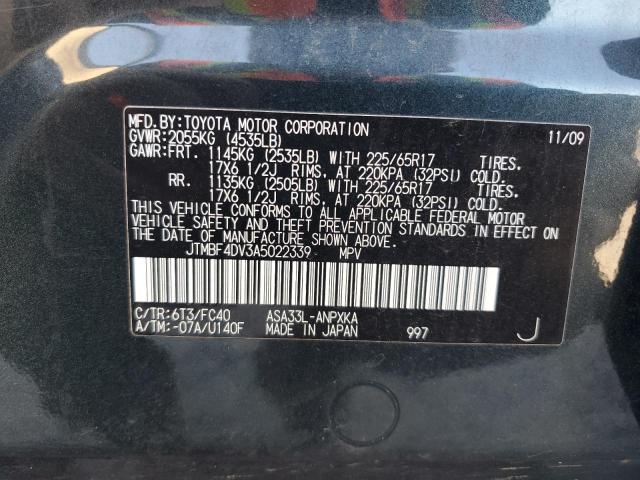 MFD.BY:TOYOTA MOTOR CORPORATION 11/09
GVWR:2055KG (4535LB)
GAWR:FRT. 1145KG (2535LB) WITH 225/65R17 TIRES.
17X6 1/2J RIMS, AT 220KPA (32PSI) COLD.
RR. 1135KG (2505LB) WITH 225/65R17 TIRES.
17X6 1/2J RIMS, AT 220KPA (32PSI) COLD.
THIS VEHICLE CONFORMS TO ALL APPLICABLE FEDERAL MOTOR
VEHICLE SAFETY AND THEFT PREVENTION STANDARDS IN EFFECT ON
THE DATE OF MANUFACTURE SHOWN ABOVE.
JTMBF4DV3A5022339 MPV
C/TR:6T3/FC40 ASA33L-ANPXKA
A/TM:-07A/U140F MADE IN JAPAN 997 J